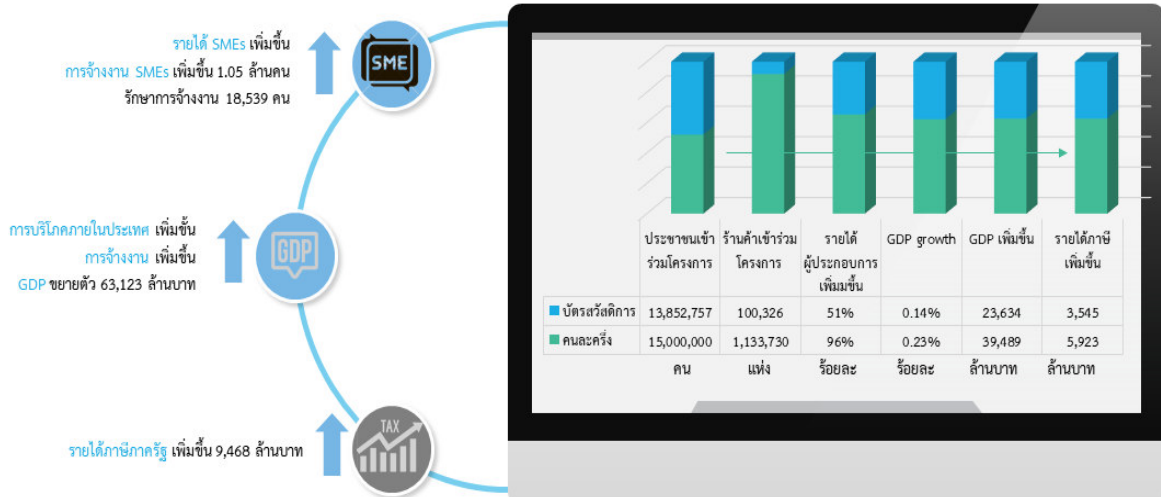 รายได้ SMEs เพิ่มขึ้น
การจ้างงาน SMEs เพิ่มขึ้น 1.05 ล้านคน
รักษาการจ้างงาน 18,539 คน
SME
การบริโภคภายในประเทศ เพิ่มขึ้น
การจ้างงาน เพิ่มขึ้น
GDP ขยายตัว 63,123 ล้านบาท
GDP
รายได้ภาษีภาครัฐ เพิ่มขึ้น 9,468 ล้านบาท
TAX
ประชาชนเข้า ร้านค้าเข้าร่วม รายได้ GDP growth GDP เพิ่มขึ้น รายได้ภาษี
ร่วมโครงการ โครงการ ผู้ประกอบการ เพิ่มขึ้น
เพิ่มมขึ้น
บัตรสวัสดิการ 13,852,757 100,326 51% 0.14% 23,634 3,545
คนละครึ่ง 15,000,000 1,133,730 96% 0.23% 39,489 5,923
คน แห่ง ร้อยละ ร้อยละ ล้านบาท ล้านบาท